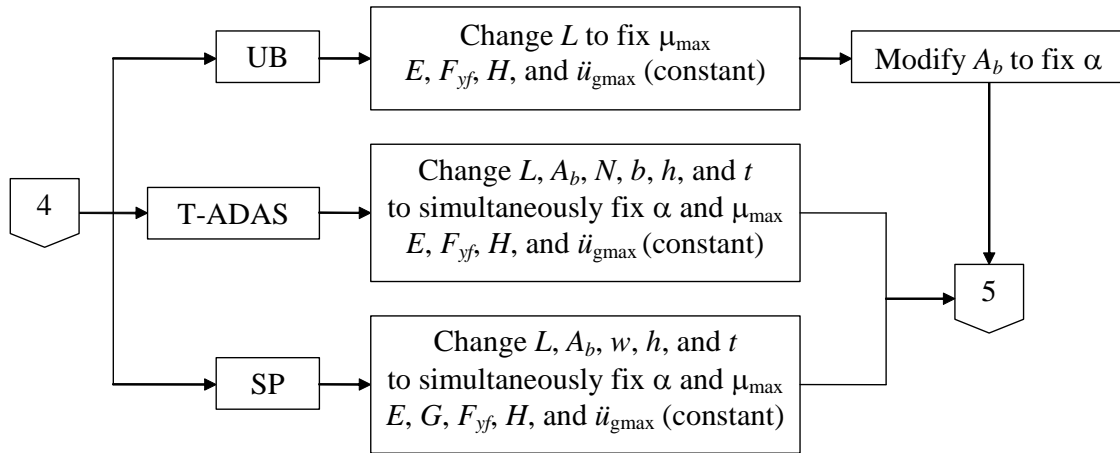 UB
Change L to fix μmax
E, Fyf, H, and ügmax (constant)
Modify Ab to fix α
4
T-ADAS
Change L, Ab, N, b, h, and t
to simultaneously fix α and μmax
E, Fyf, H, and ügmax (constant)
5
SP
Change L, Ab, w, h, and t
to simultaneously fix α and μmax
E, G, Fyf, H, and ügmax (constant)